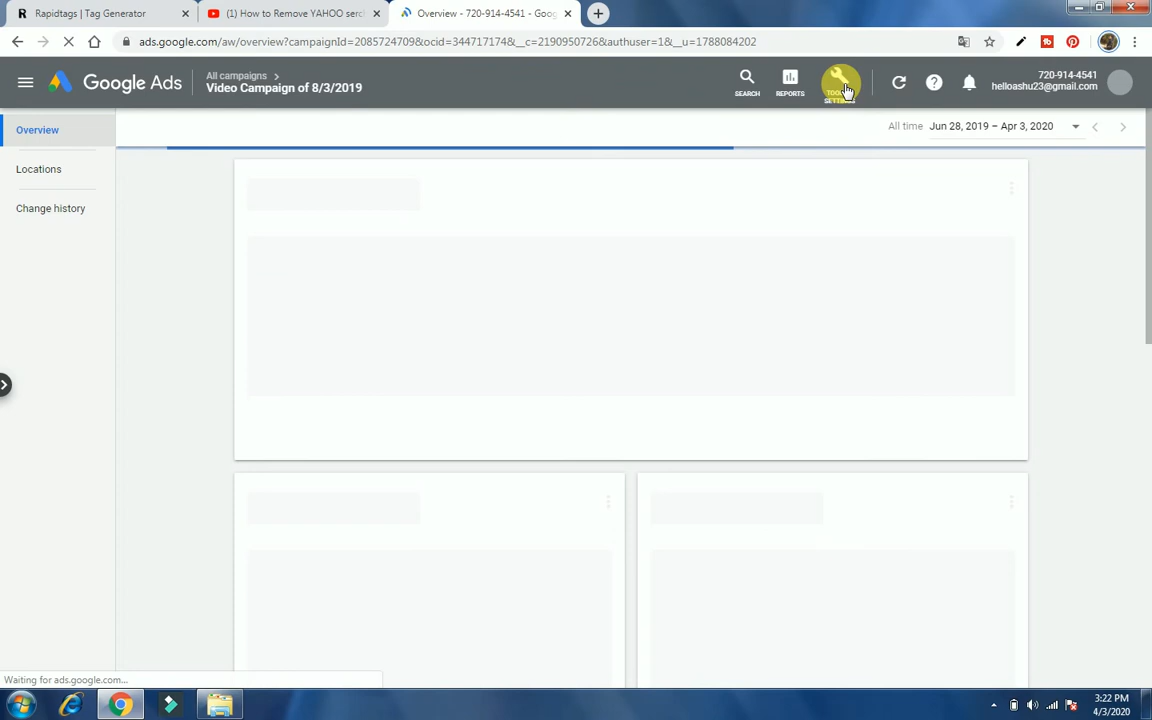 Rapidtags | Tag Generator
(1) How to Remove YAHOO serch
Overview - 720-914-4541 - Goog
ads.google.com/aw/overview?campaignId=2085724709&ocid=344717174&__c=2190950726&authuser=1&__u=1788084202
Google Ads
All campaigns
Video Campaign of 8/3/2019
SEARCH
REPORTS
720-914-4541
helloashu23@gmail.com
Overview
All time Jun 28, 2019 – Apr 3, 2020
Locations
Change history
Waiting for ads.google.com...
3:22 PM
4/3/2020